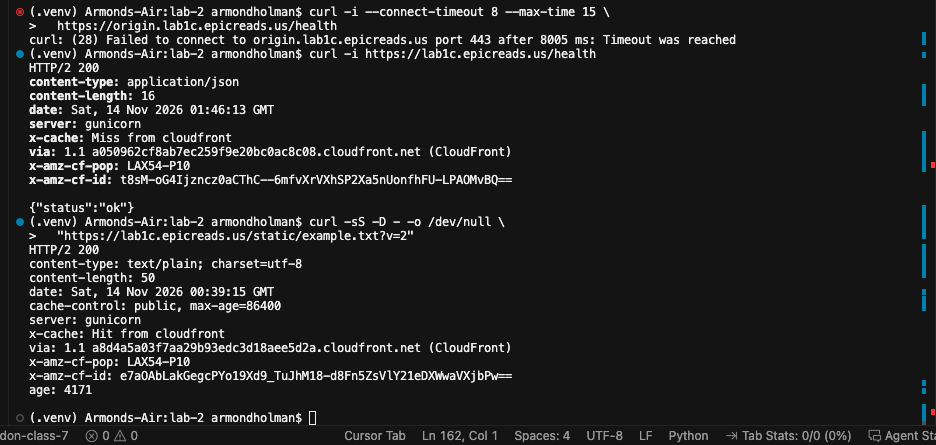 (.venv) Armonds-Air:lab-2 armondholman$ curl -i --connect-timeout 8 --max-time 15 \
>   https://origin.lab1c.epicreads.us/health
curl: (28) Failed to connect to origin.lab1c.epicreads.us port 443 after 8005 ms: Timeout was reached
(.venv) Armonds-Air:lab-2 armondholman$ curl -i https://lab1c.epicreads.us/health
HTTP/2 200
content-type: application/json
content-length: 16
date: Sat, 14 Nov 2026 01:46:13 GMT
server: gunicorn
x-cache: Miss from cloudfront
via: 1.1 a050962cf8ab7ec259f9e20bc0ac8c08.cloudfront.net (CloudFront)
x-amz-cf-pop: LAX54-P10
x-amz-cf-id: t8sM-oG4Ijzncz0aCThC--6mfvXrVXhSP2Xa5nUonfhFU-LPAOMvBQ==

{"status":"ok"}
(.venv) Armonds-Air:lab-2 armondholman$ curl -sS -D - -o /dev/null \
>   "https://lab1c.epicreads.us/static/example.txt?v=2"
HTTP/2 200
content-type: text/plain; charset=utf-8
content-length: 50
date: Sat, 14 Nov 2026 00:39:15 GMT
cache-control: public, max-age=86400
server: gunicorn
x-cache: Hit from cloudfront
via: 1.1 a8d4a5a03f7aa29b93edc3d18aee5d2a.cloudfront.net (CloudFront)
x-amz-cf-pop: LAX54-P10
x-amz-cf-id: e7aOAbLakGegcPYo19Xd9_TuJhM18-d8Fn5ZsVlY21eDXWwaVXjbPw==
age: 4171

(.venv) Armonds-Air:lab-2 armondholman$
don-class-7 0 0 Cursor Tab Ln 162, Col 1 Spaces: 4 UTF-8 LF Python Tab Stats: 0/0 (0%) Agent Sta